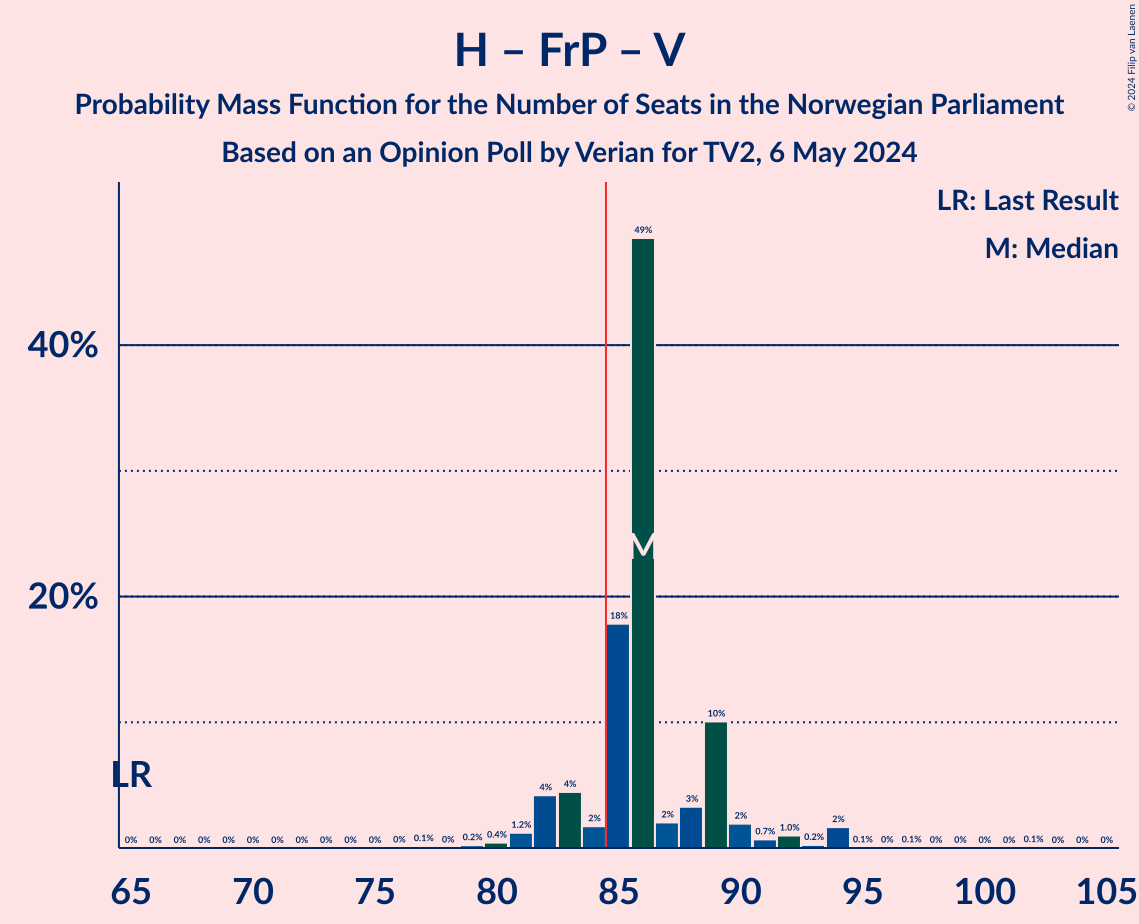 H – FrP – V
Probability Mass Function for the Number of Seats in the Norwegian Parliament
Based on an Opinion Poll by Verian for TV2, 6 May 2024
© 2024 Filip van Laenen
LR: Last Result
M: Median
49%
40%
M
20%
18%
10%
LR
4% 4% 3%
0% 0% 0% 0% 0% 0% 0% 0% 0% 0% 0% 0% 0.1% 0% 0.2% 0.4% 1.2% 2% 2% 2% 0.7% 1.0% 0.2% 2% 0.1% 0% 0.1% 0% 0% 0% 0% 0.1% 0% 0% 0%
65 70 75 80 85 90 95 100 105